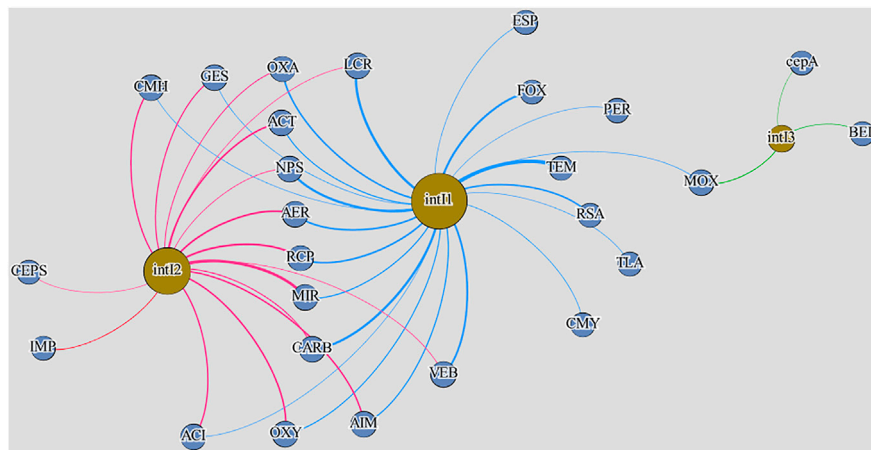 ESP
cepA
CMH
GES
OXA
LCR
FOX
PER
ACT
intI3
BEL
NPS
TEM
MOX
intI1
AER
RSA
RCP
TLA
CEPS
intI2
MIR
CMY
IMP
CARB
VEB
ACI
OXY
AIM